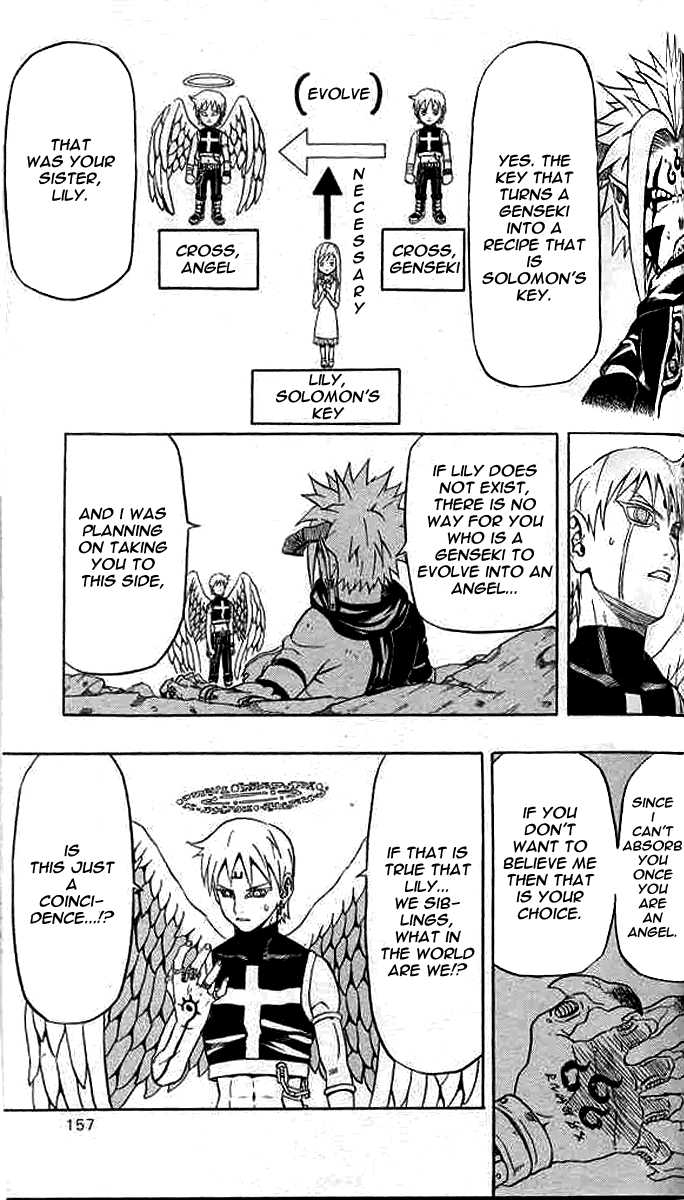 YES. THE
KEY THAT
TURNS A
GENSEKI
INTO A
RECIPE THAT
IS
SOLOMON'S
KEY.
(EVOLVE)
NECESSARY
CROSS,
GENSEKI
CROSS,
ANGEL
LILY,
SOLOMON'S
KEY
THAT
WAS YOUR
SISTER,
LILY.
IF LILY DOES
NOT EXIST,
THERE IS NO
WAY FOR YOU
WHO IS A
GENSEKI TO
EVOLVE INTO AN
ANGEL...
AND I WAS
PLANNING
ON TAKING
YOU TO
THIS SIDE,
SINCE
I
CAN'T
ABSORB
YOU
ONCE
YOU
ARE
AN
ANGEL.
IF YOU
DON'T
WANT TO
BELIEVE ME
THEN THAT
IS YOUR
CHOICE.
IF THAT IS
TRUE THAT
LILY...
WE SIB-
LINGS,
WHAT IN
THE WORLD
ARE WE!?
IS
THIS JUST
A
COINCI-
DENCE...!?
157